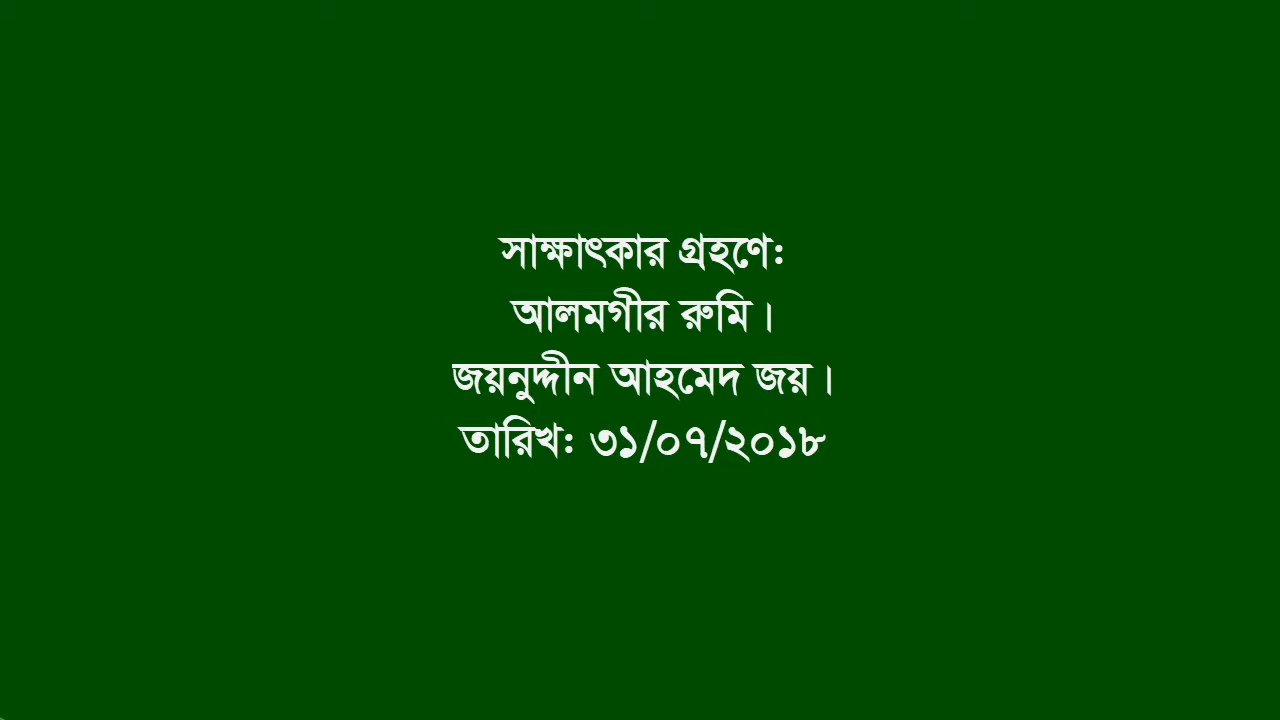 সাক্ষাৎকার গ্রহণে:
আলমগীর রুমি।
জয়নুদ্দীন আহমেদ জয়।
তারিখ: ৩১/০৭/২০১৮